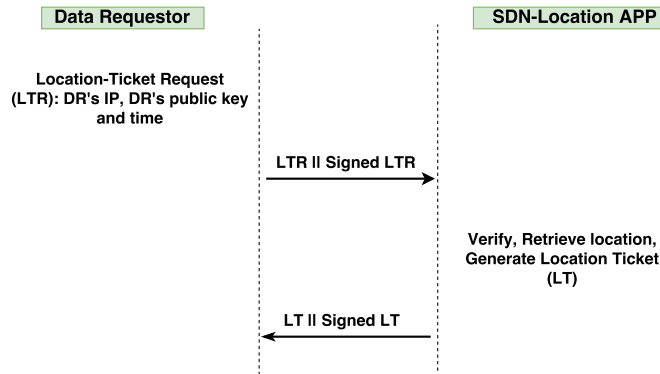 Data Requestor
SDN-Location APP
Location-Ticket Request
(LTR): DR's IP, DR's public key
and time
LTR || Signed LTR
Verify, Retrieve location,
Generate Location Ticket
(LT)
LT || Signed LT